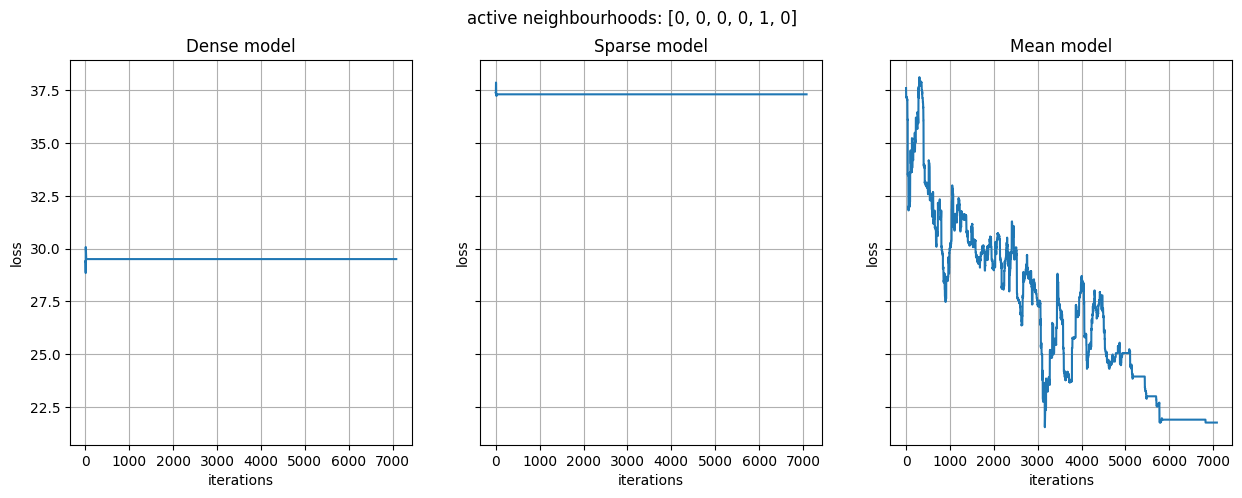 active neighbourhoods: [0, 0, 0, 0, 1, 0]
Dense model
Sparse model
Mean model
loss
37.5
35.0
32.5
30.0
27.5
25.0
22.5
0 1000 2000 3000 4000 5000 6000 7000
iterations
loss
0 1000 2000 3000 4000 5000 6000 7000
iterations
loss
0 1000 2000 3000 4000 5000 6000 7000
iterations